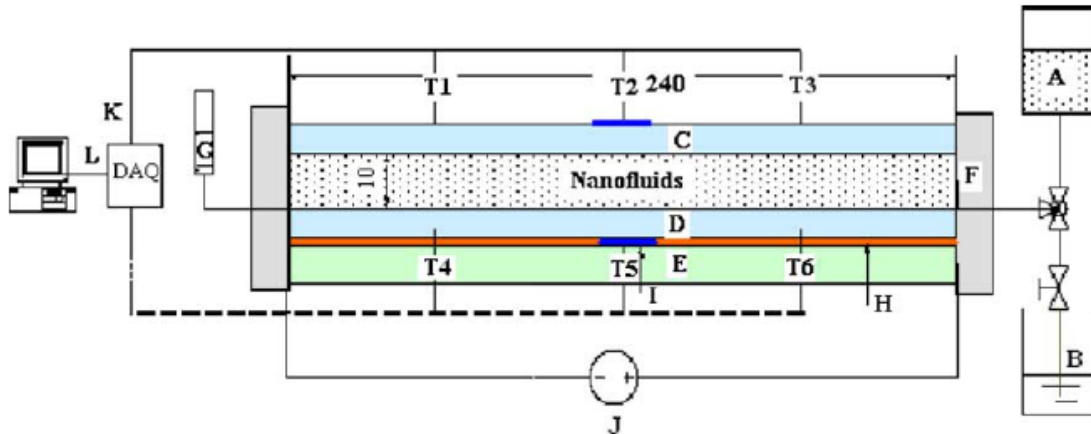 T1 T2 240 T3 A
K
L DAQ G C
10 Nanofluids F
D
T4 T5 E T6
I H
B
J